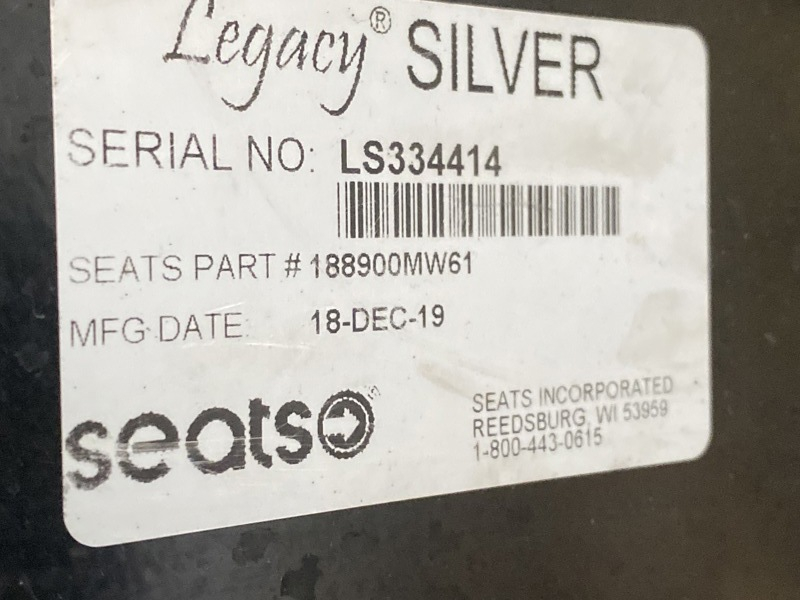 Legacy® SILVER
SERIAL NO: LS334414
SEATS PART # 188900MW61
MFG DATE: 18-DEC-19
seats
SEATS INCORPORATED
REEDSBURG, WI 53959
1-800-443-0615